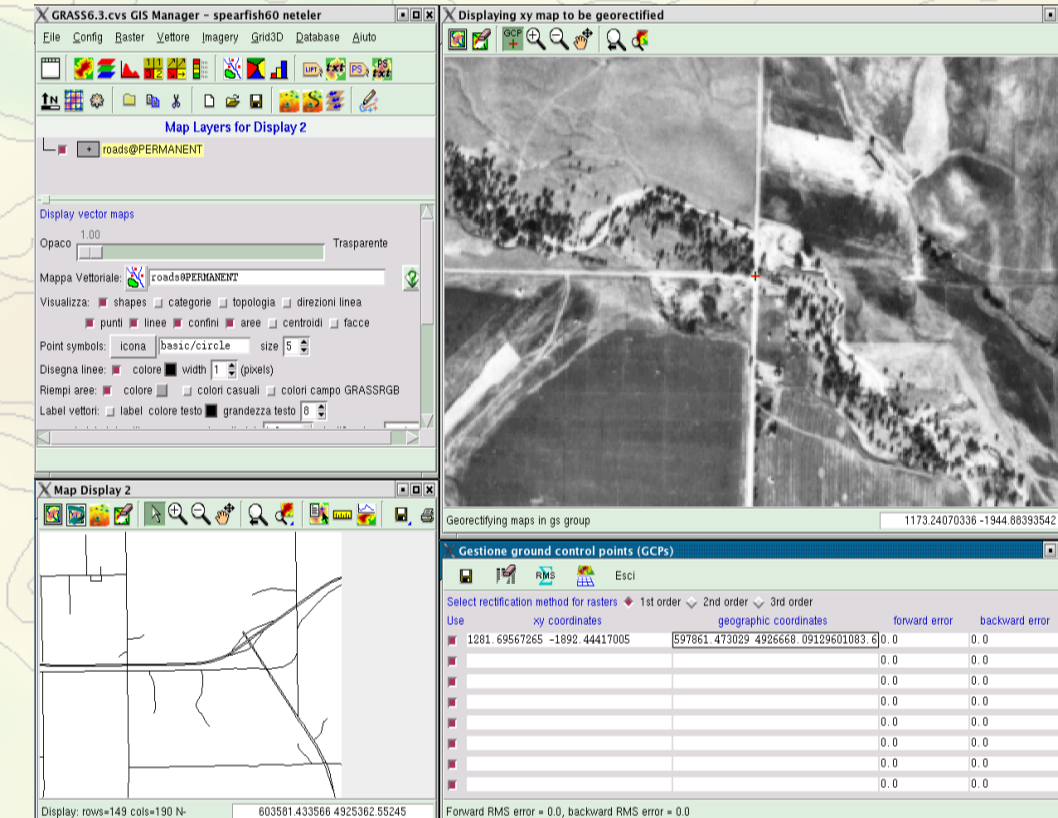 GRASS6.3.cvs GIS Manager - spearfish60 neteler
File Config Raster Vettore Imagery Grid3D Database Aiuto
Map Layers for Display 2
roads@PERMANENT
Display vector maps
1.00
Opaco Trasparente
Mappa Vettoriale: roads@PERMANENT
Visualizza: shapes categorie topologia direzioni linea
punti linee confini aree centroidi facce
Point symbols: icona basic/circle size 5
Disegna linee: colore width 1 (pixels)
Riempi aree: colore colori casuali colori campo GRASSRGB
Label vettori: label colore testo grandezza testo 8
Map Display 2
Display: rows=149 cols=190 N- 603581.433566 4925362.55245
Displaying xy map to be georectified
GCP
Georectifying maps in gs group 1173.24070336 -1944.88393542
Gestione ground control points (GCPs)
RMS Esci
Select rectification method for rasters 1st order 2nd order 3rd order
Use xy coordinates geographic coordinates forward error backward error
1281.69567265 -1892.44417005 597861.473029 4926668.09129601083.6 0.0 0.0
0.0 0.0
0.0 0.0
0.0 0.0
0.0 0.0
0.0 0.0
0.0 0.0
0.0 0.0
Forward RMS error = 0.0, backward RMS error = 0.0